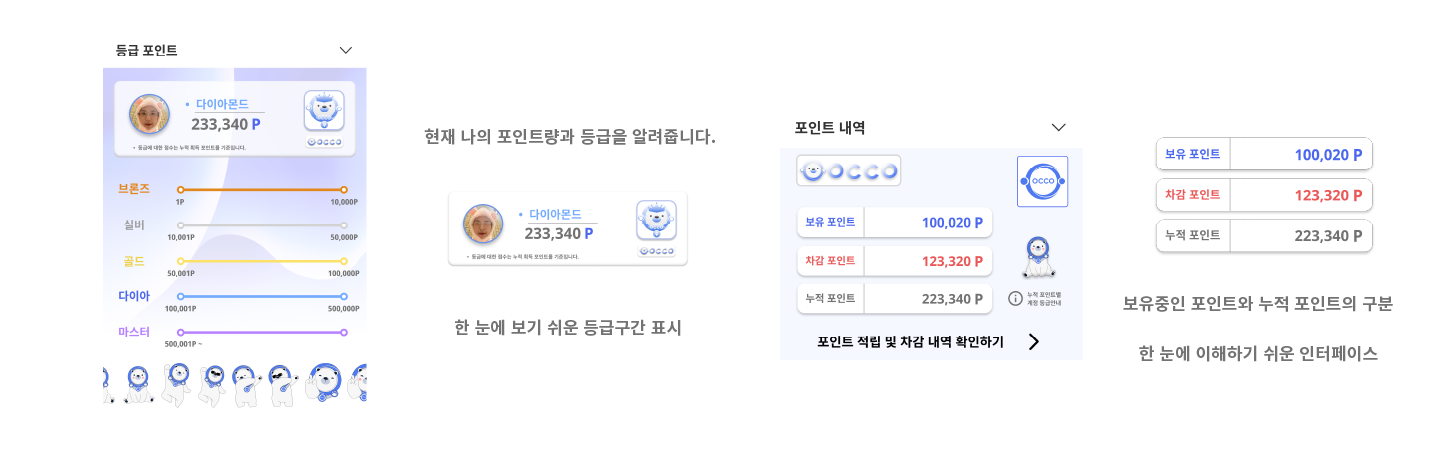 등급 포인트
다이아몬드
233,340 P
• 등급에 대한 점수는 누적 획득 포인트를 기준입니다.
OCCO
브론즈
1P
10,000P
실비
10,001P
50,000P
골드
50,001P
100,000P
다이아
100,001P
500,000P
마스터
500,001P ~
현재 나의 포인트량과 등급을 알려줍니다.
다이아몬드
233,340 P
• 등급에 대한 점수는 누적 획득 포인트를 기준입니다.
OCCO
한 눈에 보기 쉬운 등급구간 표시
포인트 내역
OCCO
OCCO
보유 포인트 100,020 P
차감 포인트 123,320 P
누적 포인트 223,340 P
누적 포인트별
계정 등급안내
포인트 적립 및 차감 내역 확인하기
보유 포인트 100,020 P
차감 포인트 123,320 P
누적 포인트 223,340 P
보유중인 포인트와 누적 포인트의 구분
한 눈에 이해하기 쉬운 인터페이스